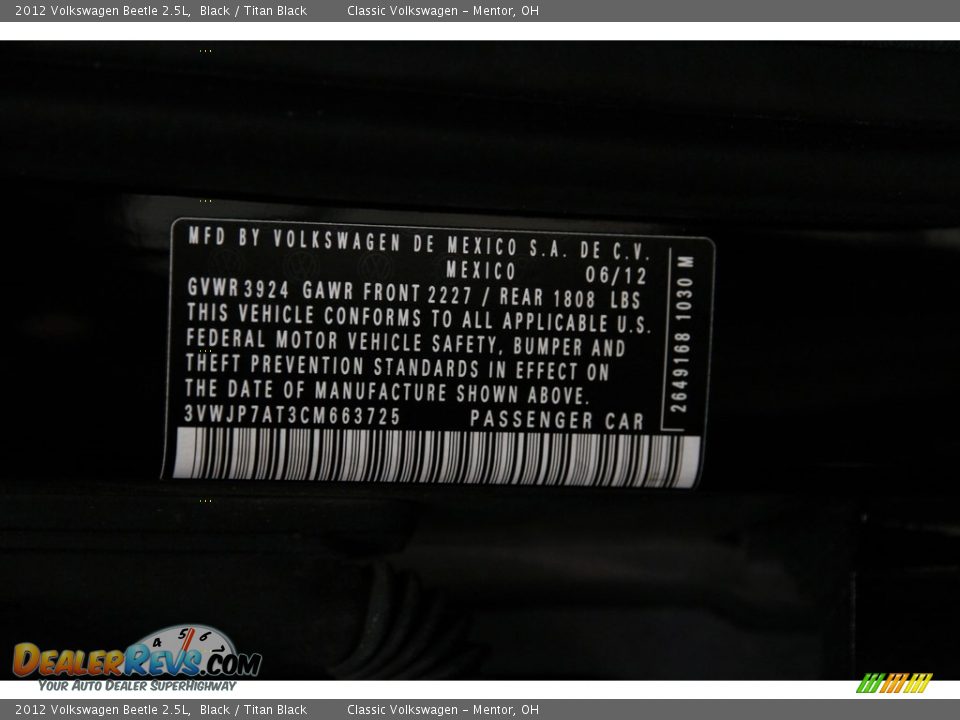 2012 Volkswagen Beetle 2.5L, Black / Titan Black Classic Volkswagen - Mentor, OH
MFD BY VOLKSWAGEN DE MEXICO S.A. DE C.V.
MEXICO 06/12
GVWR 3924 GAWR FRONT 2227 / REAR 1808 LBS
THIS VEHICLE CONFORMS TO ALL APPLICABLE U.S.
FEDERAL MOTOR VEHICLE SAFETY, BUMPER AND
THEFT PREVENTION STANDARDS IN EFFECT ON
THE DATE OF MANUFACTURE SHOWN ABOVE.
3VWJP7AT3CM663725 PASSENGER CAR
2649168 1030 M
4 5 6 7
DEALERREVS.COM
YOUR AUTO DEALER SUPERHIGHWAY
2012 Volkswagen Beetle 2.5L, Black / Titan Black Classic Volkswagen - Mentor, OH